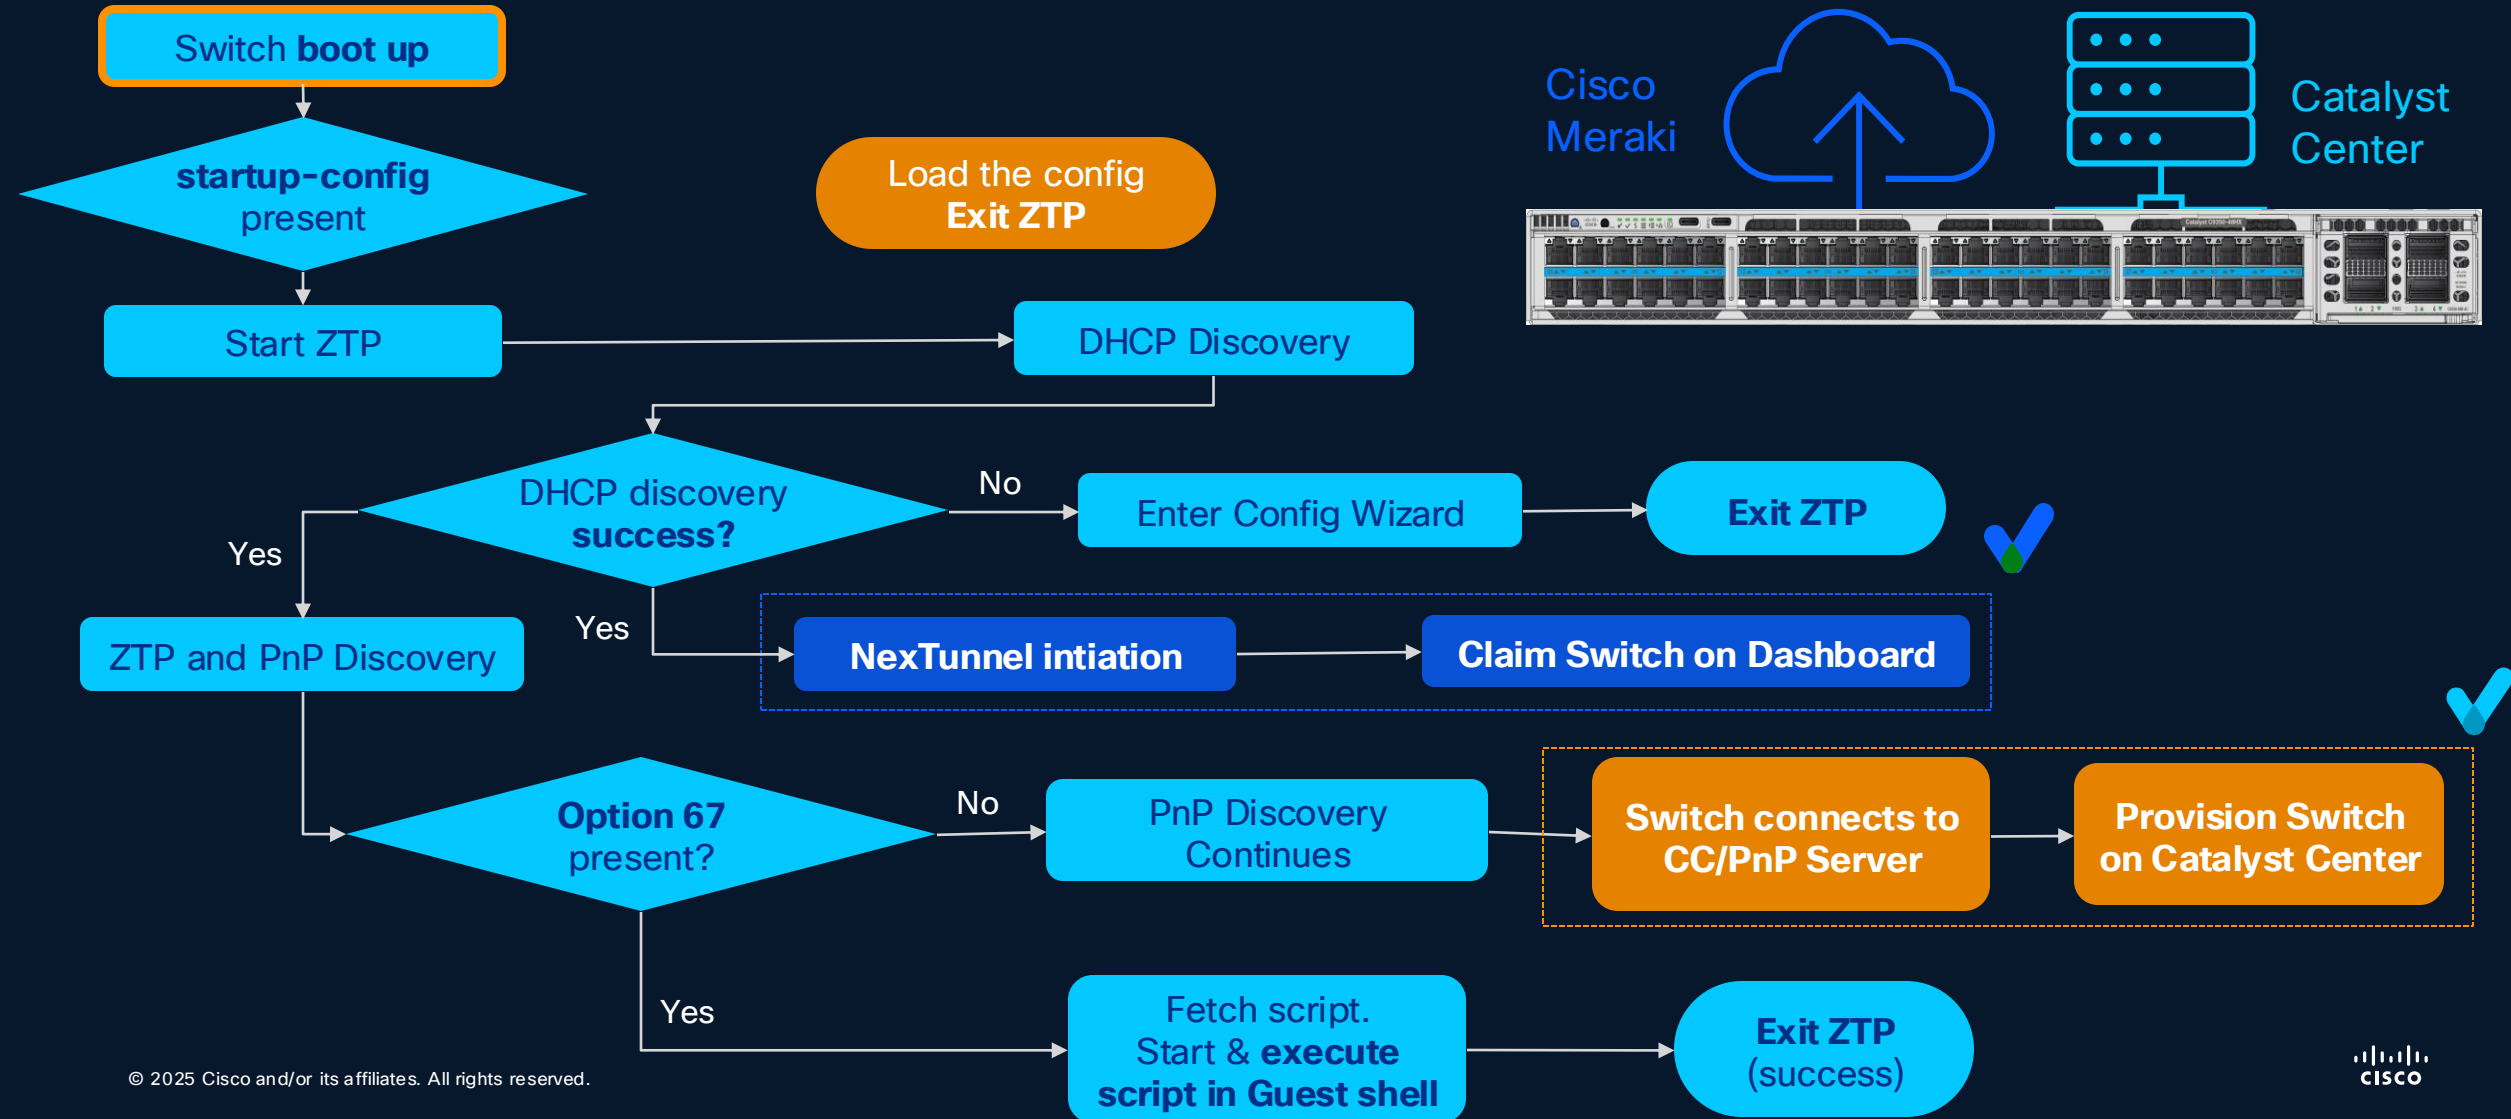 Switch boot up
Cisco
Meraki
Catalyst
Center
startup-config
present
Load the config
Exit ZTP
Catalyst C9350-48HX
Start ZTP
DHCP Discovery
DHCP discovery
success?
No
Enter Config Wizard
Exit ZTP
Yes
Yes
ZTP and PnP Discovery
NexTunnel intiation
Claim Switch on Dashboard
Option 67
present?
No
PnP Discovery
Continues
Switch connects to
CC/PnP Server
Provision Switch
on Catalyst Center
Yes
Fetch script.
Start & execute
script in Guest shell
Exit ZTP
(success)
© 2025 Cisco and/or its affiliates. All rights reserved.
CISCO